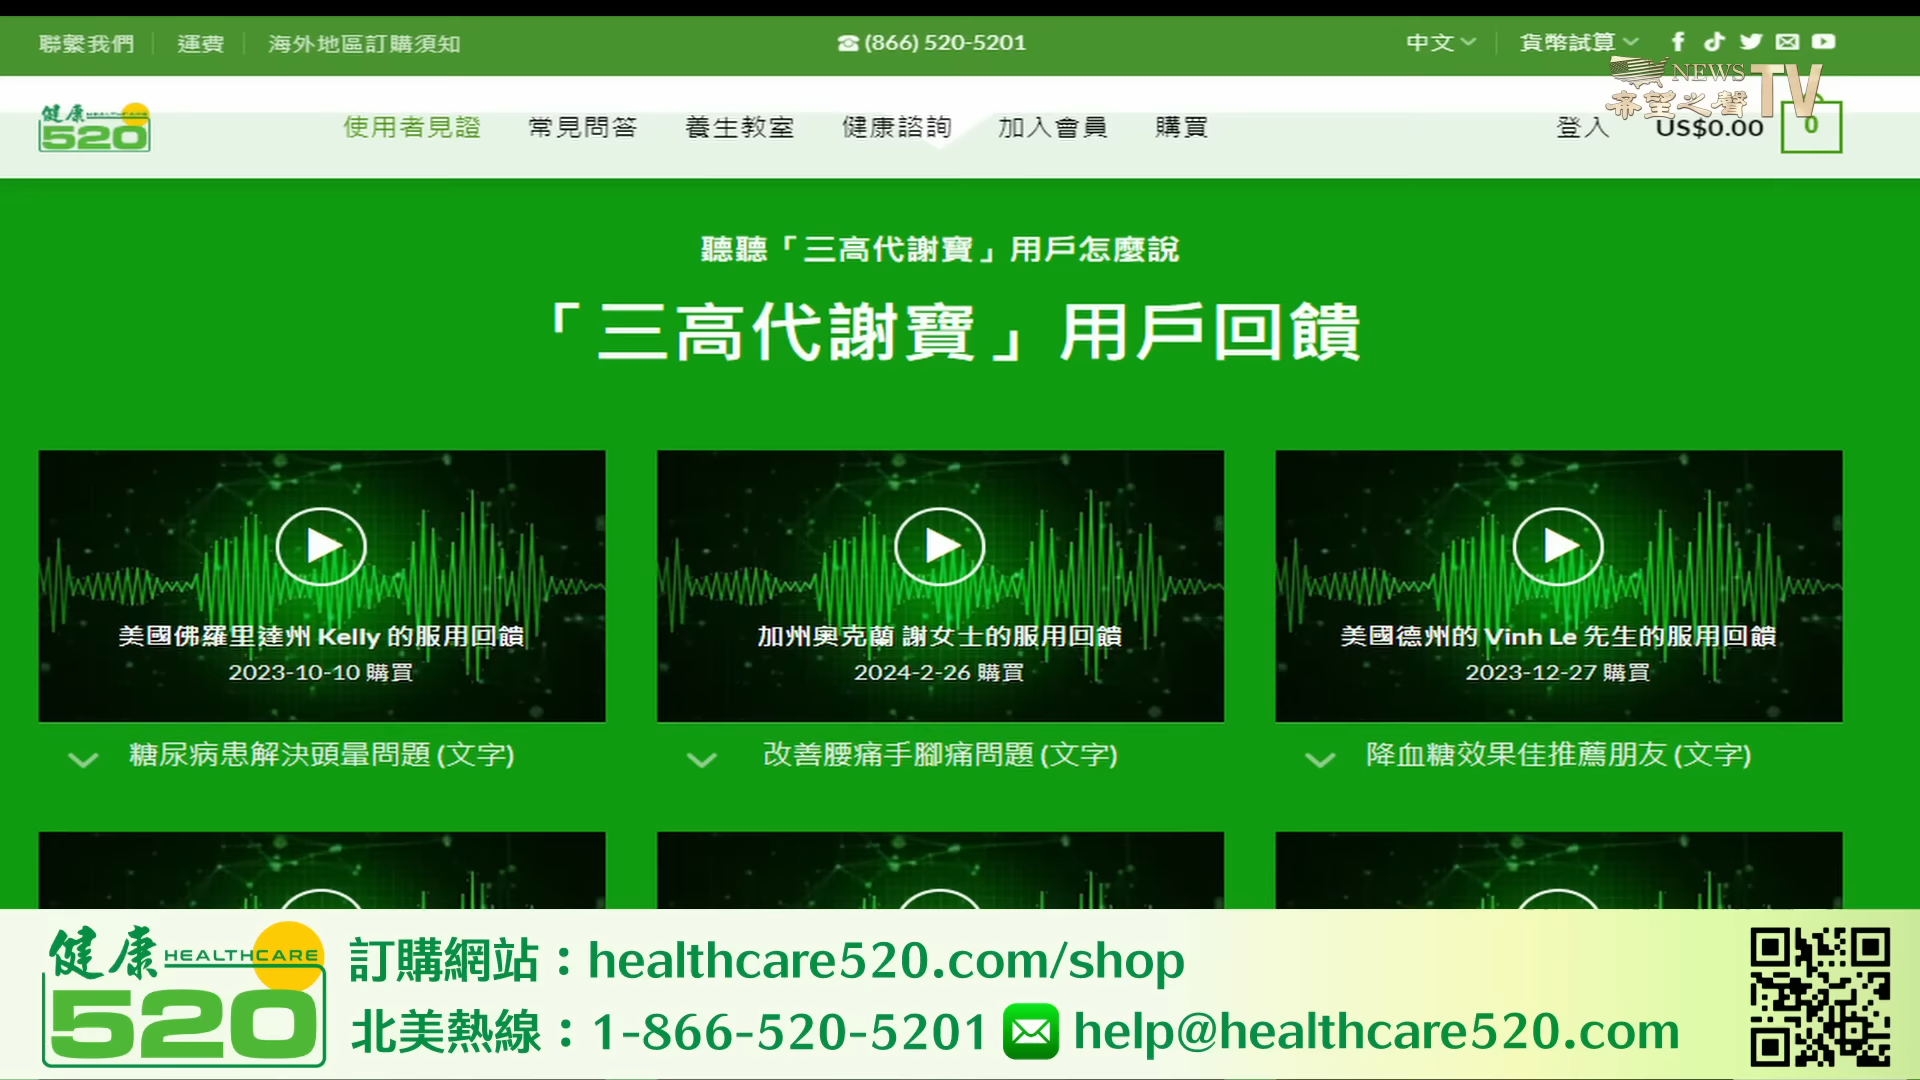 聯繫我們 運費 海外地區訂購須知 (866) 520-5201 中文 貨幣試算
NEWS TV
希望之聲
健康 HEALTHCARE 520
使用者見證 常見問答 養生教室 健康諮詢 加入會員 購買 登入 US$0.00 0
聽聽「三高代謝寶」用戶怎麼說
「三高代謝寶」用戶回饋
美國佛羅里達州 Kelly 的服用回饋
2023-10-10 購買
加州奧克蘭 謝女士的服用回饋
2024-2-26 購買
美國德州的 Vinh Le 先生的服用回饋
2023-12-27 購買
糖尿病患解決頭暈問題 (文字)
改善腰痛手腳痛問題 (文字)
降血糖效果佳推薦朋友 (文字)
健康 HEALTHCARE
520
訂購網站：healthcare520.com/shop
北美熱線：1-866-520-5201 help@healthcare520.com